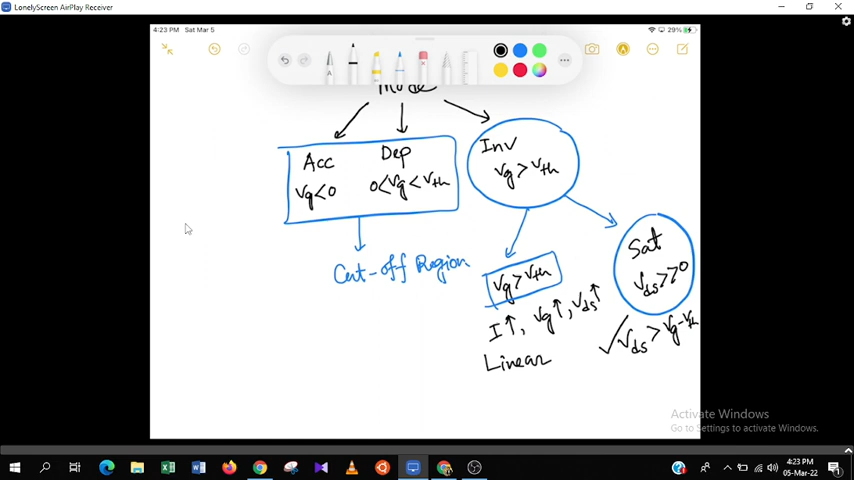 LonelyScreen AirPlay Receiver
4:23 PM Sat Mar 5
29%
Mode
Acc
Vg<0
Dep
0<Vg<Vth
Inv
Vg>Vth
Cut-off Region
Vg>Vth
I↑, Vg↑, Vds↑
Linear
Sat
Vds>>0
✓Vds>Vg-Vth
Activate Windows
Go to Settings to activate Windows.
4:23 PM
05-Mar-22